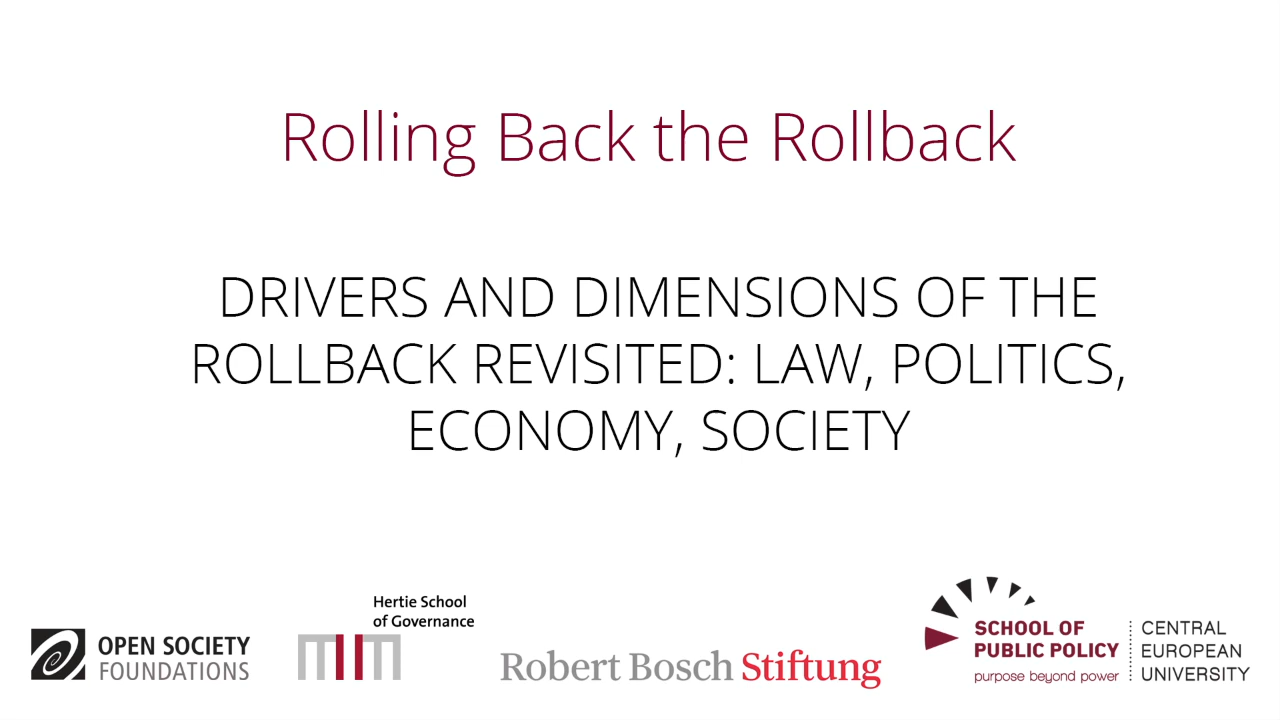 Rolling Back the Rollback
DRIVERS AND DIMENSIONS OF THE
ROLLBACK REVISITED: LAW, POLITICS,
ECONOMY, SOCIETY
OPEN SOCIETY
FOUNDATIONS
Hertie School
of Governance
Robert Bosch Stiftung
SCHOOL OF
PUBLIC POLICY
purpose beyond power
CENTRAL
EUROPEAN
UNIVERSITY